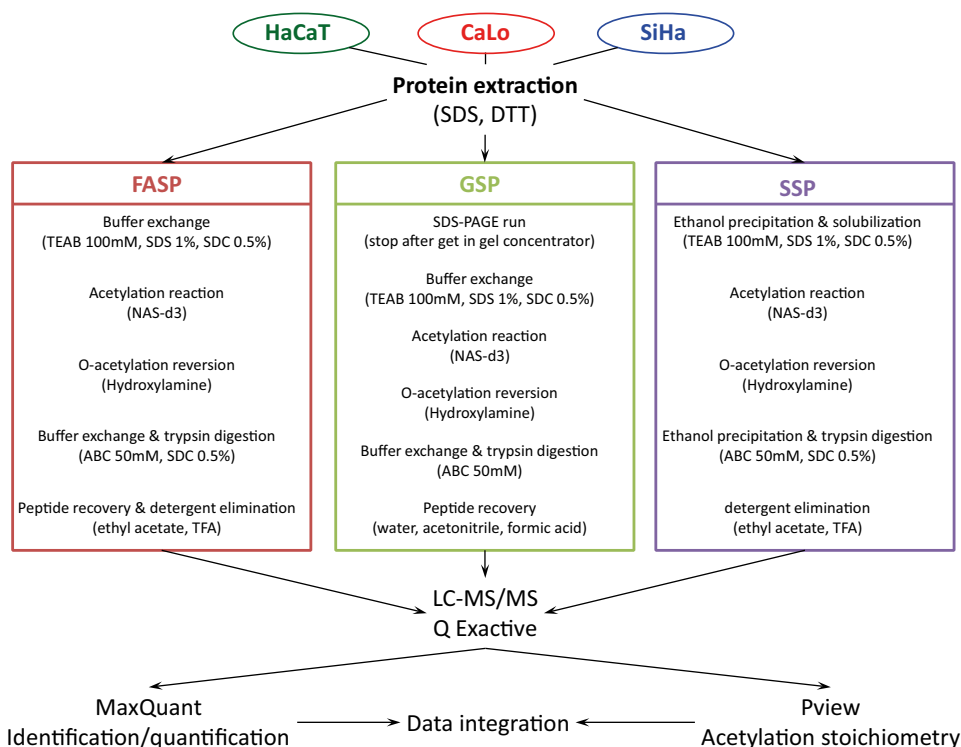 HaCaT
CaLo
SiHa
Protein extraction
(SDS, DTT)
FASP
Buffer exchange
(TEAB 100mM, SDS 1%, SDC 0.5%)
Acetylation reaction
(NAS-d3)
O-acetylation reversion
(Hydroxylamine)
Buffer exchange & trypsin digestion
(ABC 50mM, SDC 0.5%)
Peptide recovery & detergent elimination
(ethyl acetate, TFA)
GSP
SDS-PAGE run
(stop after get in gel concentrator)
Buffer exchange
(TEAB 100mM, SDS 1%, SDC 0.5%)
Acetylation reaction
(NAS-d3)
O-acetylation reversion
(Hydroxylamine)
Buffer exchange & trypsin digestion
(ABC 50mM)
Peptide recovery
(water, acetonitrile, formic acid)
SSP
Ethanol precipitation & solubilization
(TEAB 100mM, SDS 1%, SDC 0.5%)
Acetylation reaction
(NAS-d3)
O-acetylation reversion
(Hydroxylamine)
Ethanol precipitation & trypsin digestion
(ABC 50mM, SDC 0.5%)
detergent elimination
(ethyl acetate, TFA)
LC-MS/MS
Q Exactive
MaxQuant
Identification/quantification
Data integration
Pview
Acetylation stoichiometry